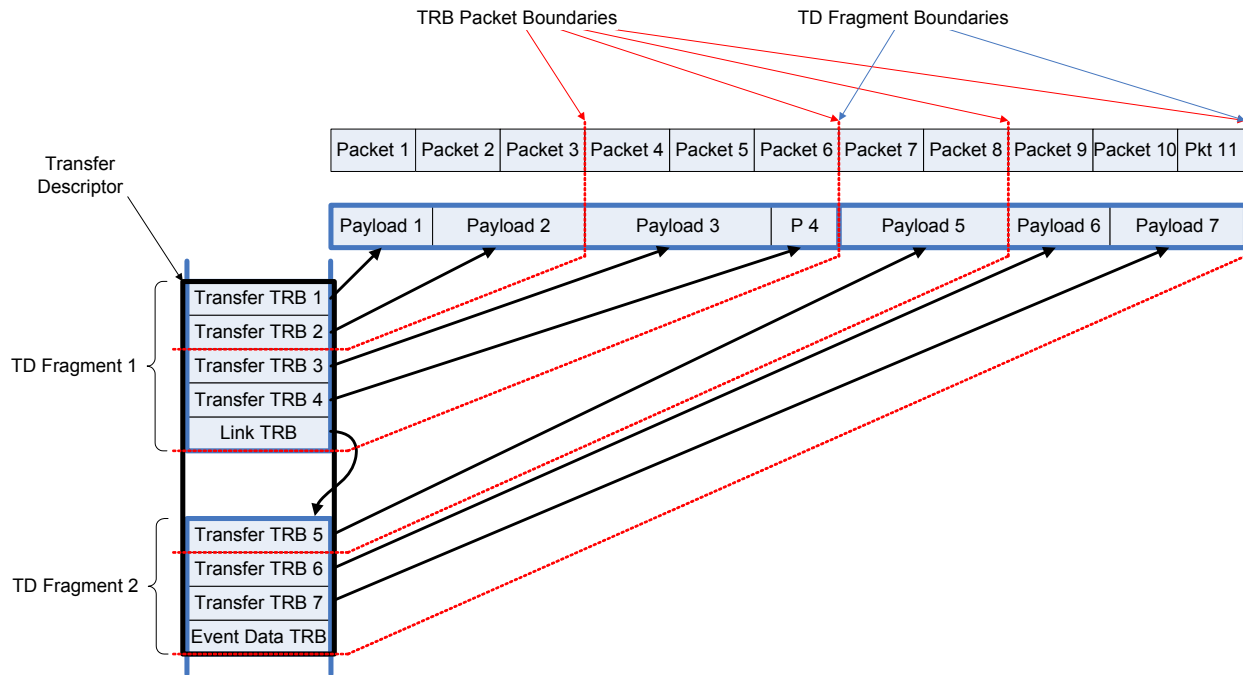 TRB Packet Boundaries
TD Fragment Boundaries
Packet 1
Packet 2
Packet 3
Packet 4
Packet 5
Packet 6
Packet 7
Packet 8
Packet 9
Packet 10
Pkt 11
Transfer
Descriptor
Payload 1
Payload 2
Payload 3
P 4
Payload 5
Payload 6
Payload 7
TD Fragment 1
Transfer TRB 1
Transfer TRB 2
Transfer TRB 3
Transfer TRB 4
Link TRB
TD Fragment 2
Transfer TRB 5
Transfer TRB 6
Transfer TRB 7
Event Data TRB